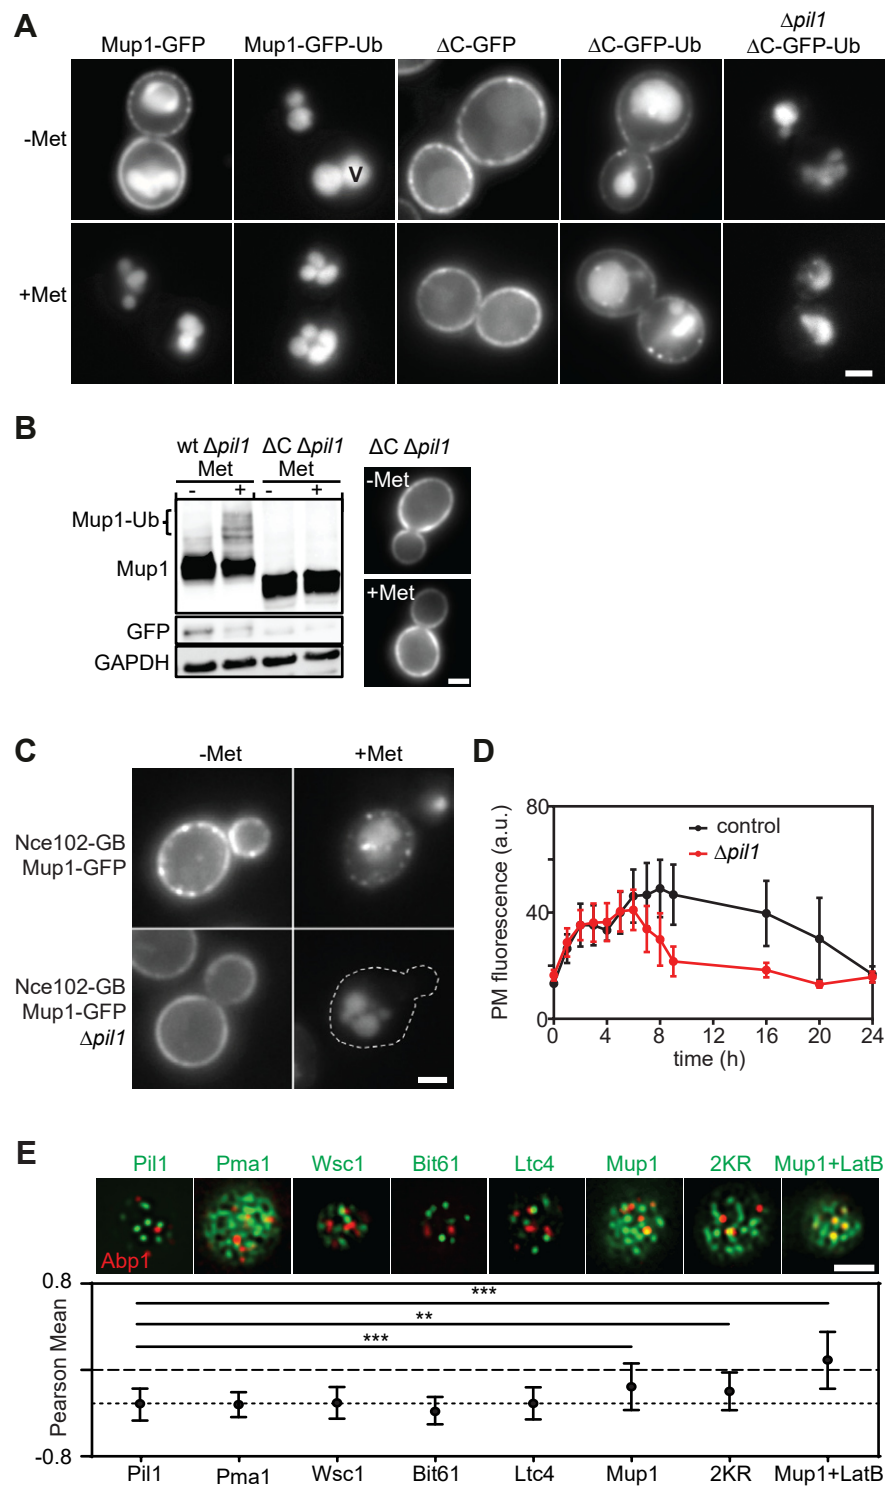 A
Mup1-GFP
Mup1-GFP-Ub
ΔC-GFP
ΔC-GFP-Ub
Δpil1
ΔC-GFP-Ub
-Met
V
+Met
B
wt Δpil1
ΔC Δpil1
ΔC Δpil1
Met
Met
- + - +
-Met
Mup1-Ub{
Mup1
+Met
GFP
GAPDH
C
-Met
+Met
Nce102-GB
Mup1-GFP
Nce102-GB
Mup1-GFP
Δpil1
D
PM fluorescence (a.u.)
80
40
0
control
Δpil1
0 4 8 12 16 20 24
time (h)
E
Pil1 Pma1 Wsc1 Bit61 Ltc4 Mup1 2KR Mup1+LatB
Abp1
Pearson Mean
0.8
-0.8
***
**
***
Pil1 Pma1 Wsc1 Bit61 Ltc4 Mup1 2KR Mup1+LatB